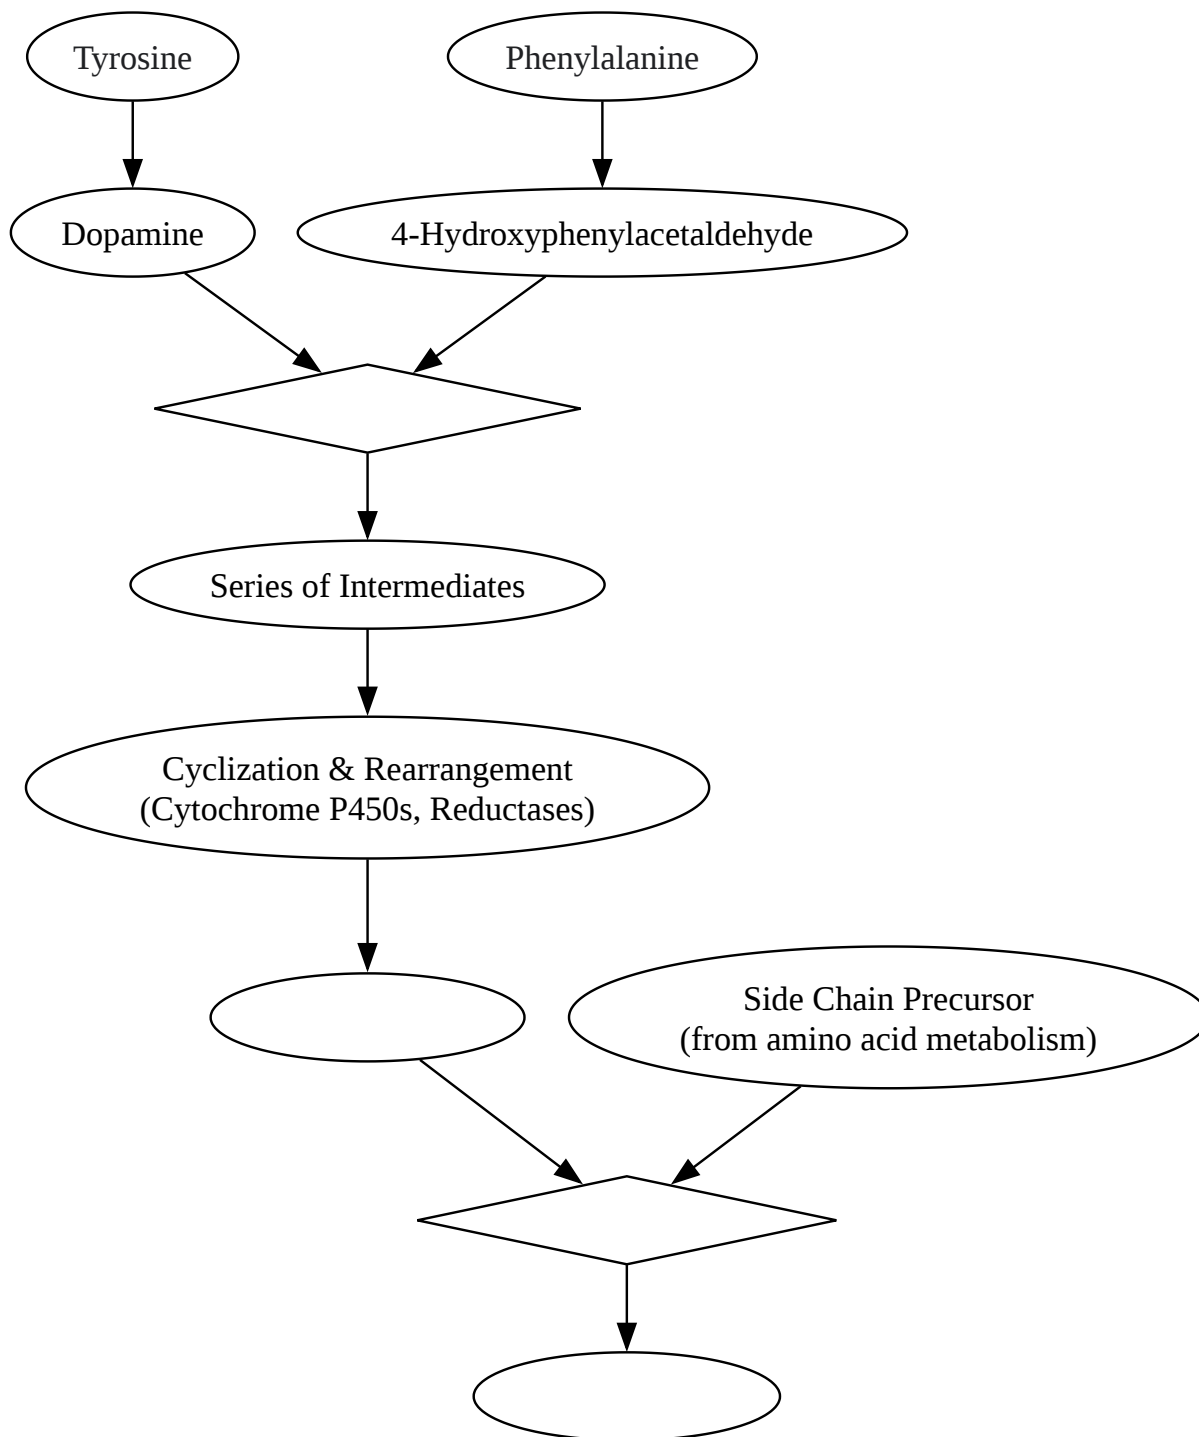 Tyrosine
Phenylalanine
Dopamine
4-Hydroxyphenylacetaldehyde
Series of Intermediates
Cyclization & Rearrangement
(Cytochrome P450s, Reductases)
Side Chain Precursor
(from amino acid metabolism)